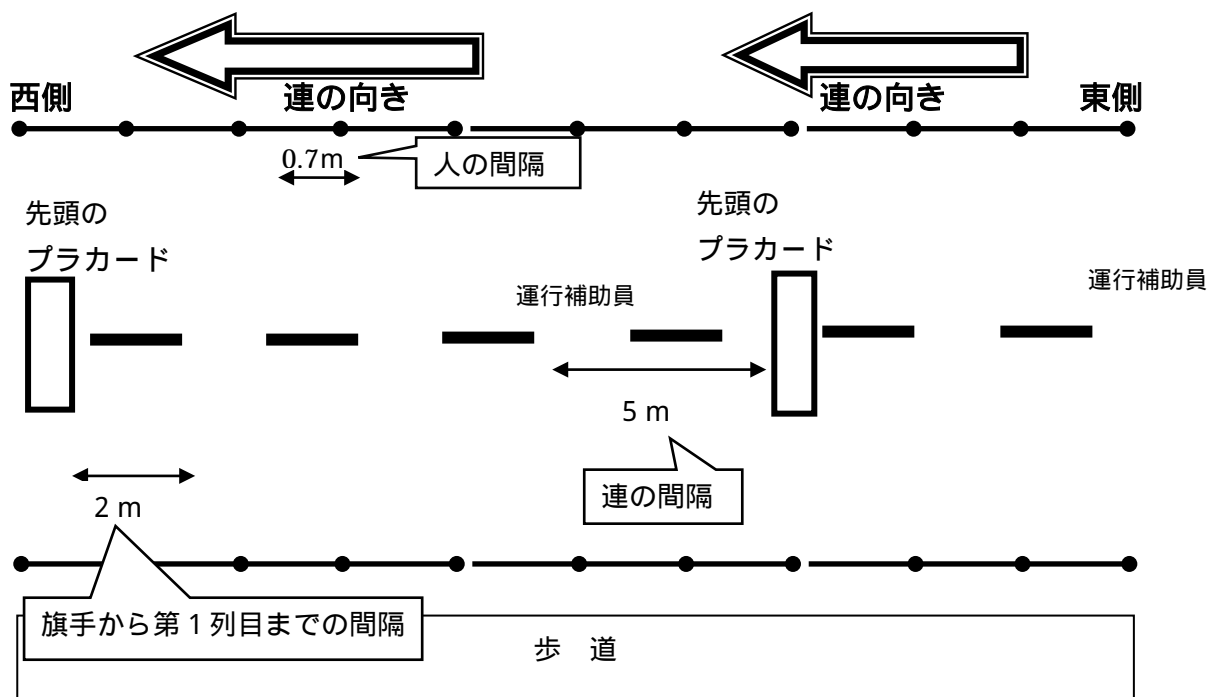 西側
連の向き
連の向き
東側
0.7m
人の間隔
先頭の
プラカード
先頭の
プラカード
運行補助員
運行補助員
5 m
連の間隔
2 m
旗手から第1列目までの間隔
歩 道